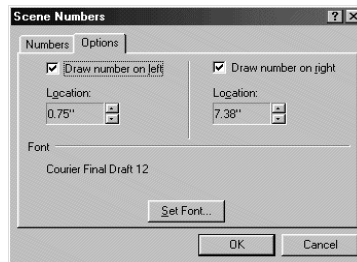 Scene Numbers
Numbers Options
Draw number on left Draw number on right
Location: Location:
0.75" 7.38"
Font
Courier Final Draft 12
Set Font...
OK Cancel